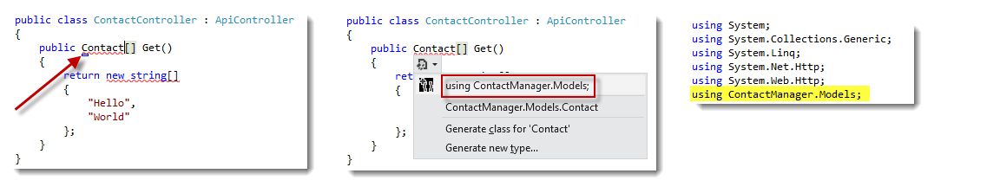 public class ContactController : ApiController
{
public Contact[] Get()
{
return new string[]
{
"Hello",
"World"
};
}
}
public class ContactController : ApiController
{
public Contact[] Get()
{
ret
{
};
}
}
using ContactManager.Models;
ContactManager.Models.Contact
Generate class for 'Contact'
Generate new type...
using System;
using System.Collections.Generic;
using System.Linq;
using System.Net.Http;
using System.Web.Http;
using ContactManager.Models;